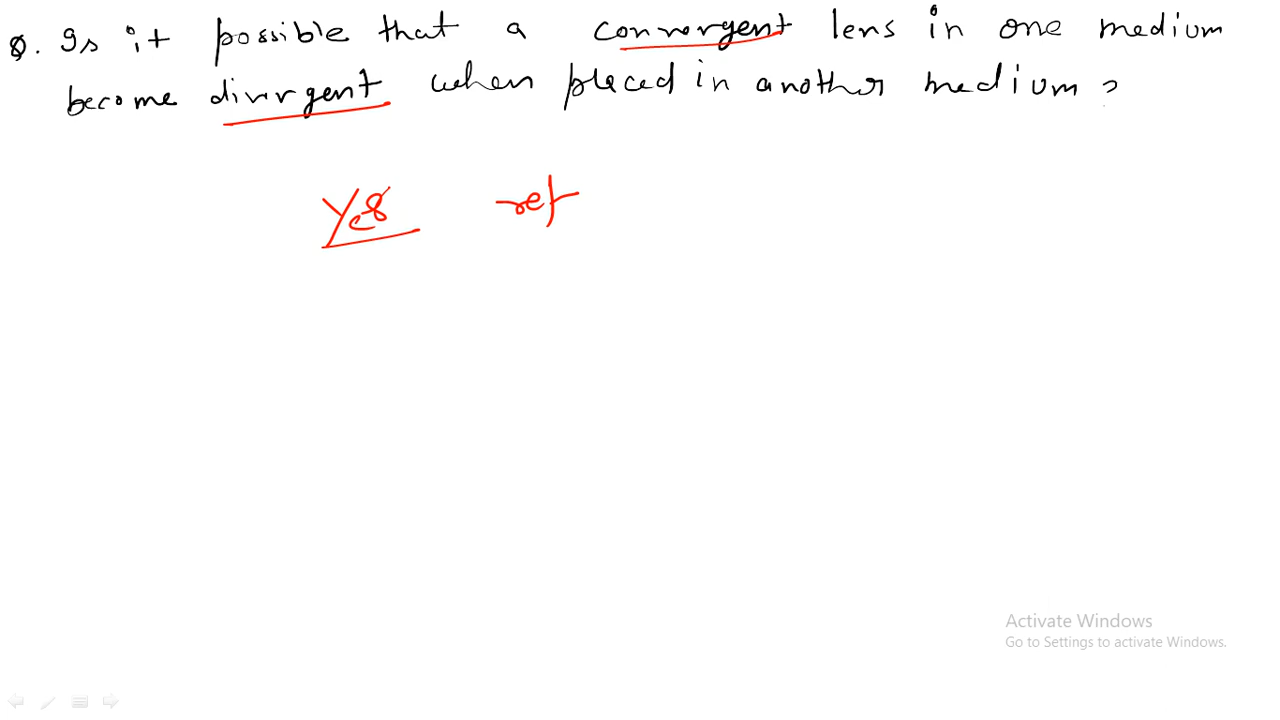 Q. Is it possible that a convergent lens in one medium
become divergent when placed in another medium ?
Yes ref
Activate Windows
Go to Settings to activate Windows.